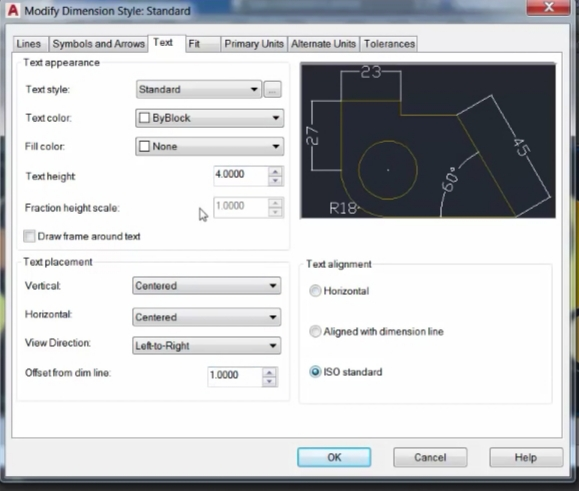 Modify Dimension Style: Standard
Lines Symbols and Arrows Text Fit Primary Units Alternate Units Tolerances
Text appearance
Text style: Standard ...
Text color: ByBlock
Fill color: None
Text height: 4.0000
Fraction height scale: 1.0000
Draw frame around text
23
27
45
60°
R18
Text placement
Vertical: Centered
Horizontal: Centered
View Direction: Left-to-Right
Offset from dim line: 1.0000
Text alignment
Horizontal
Aligned with dimension line
ISO standard
OK Cancel Help